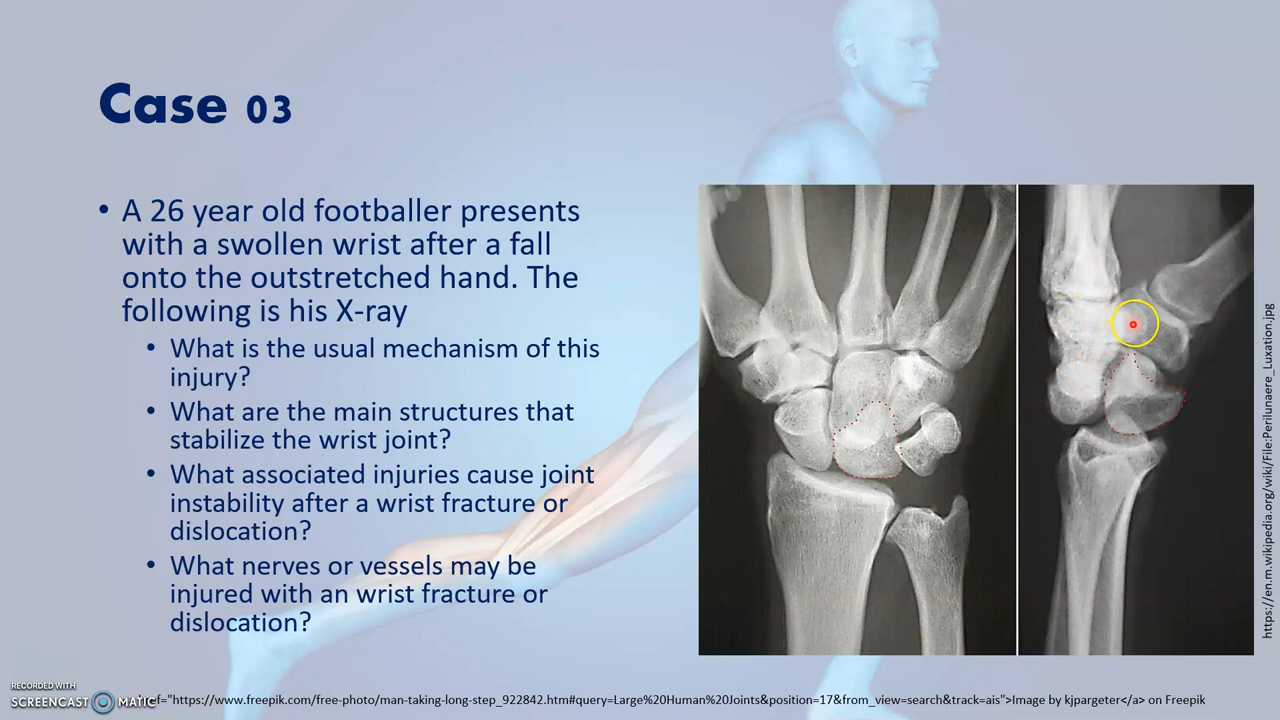 Case 03
• A 26 year old footballer presents
with a swollen wrist after a fall
onto the outstretched hand. The
following is his X-ray
• What is the usual mechanism of this
injury?
• What are the main structures that
stabilize the wrist joint?
• What associated injuries cause joint
instability after a wrist fracture or
dislocation?
• What nerves or vessels may be
injured with an wrist fracture or
dislocation?
https://en.m.wikipedia.org/wiki/File:Perilunaere_Luxation.jpg
RECORDED WITH
SCREENCAST MATIC
ef="https://www.freepik.com/free-photo/man-taking-long-step_922842.htm#query=Large%20Human%20Joints&position=17&from_view=search&track=ais">Image by kjpargeter</a> on Freepik